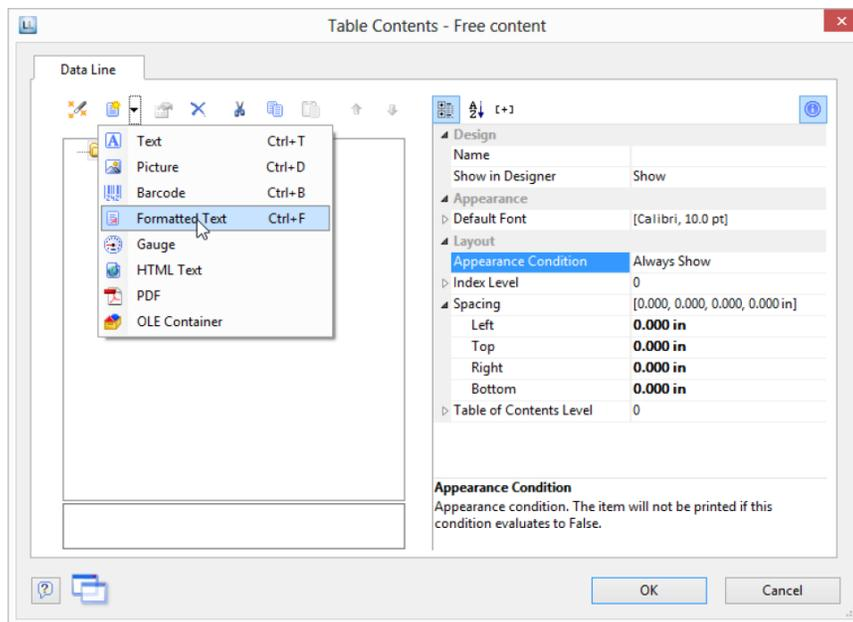 LL
Table Contents - Free content
Data Line
[+]
Text Ctrl+T
Picture Ctrl+D
Barcode Ctrl+B
Formatted Text Ctrl+F
Gauge
HTML Text
PDF
OLE Container
Design
Name
Show in Designer Show
Appearance
Default Font [Calibri, 10.0 pt]
Layout
Appearance Condition Always Show
Index Level 0
Spacing [0.000, 0.000, 0.000, 0.000 in]
Left 0.000 in
Top 0.000 in
Right 0.000 in
Bottom 0.000 in
Table of Contents Level 0
Appearance Condition
Appearance condition. The item will not be printed if this
condition evaluates to False.
OK Cancel